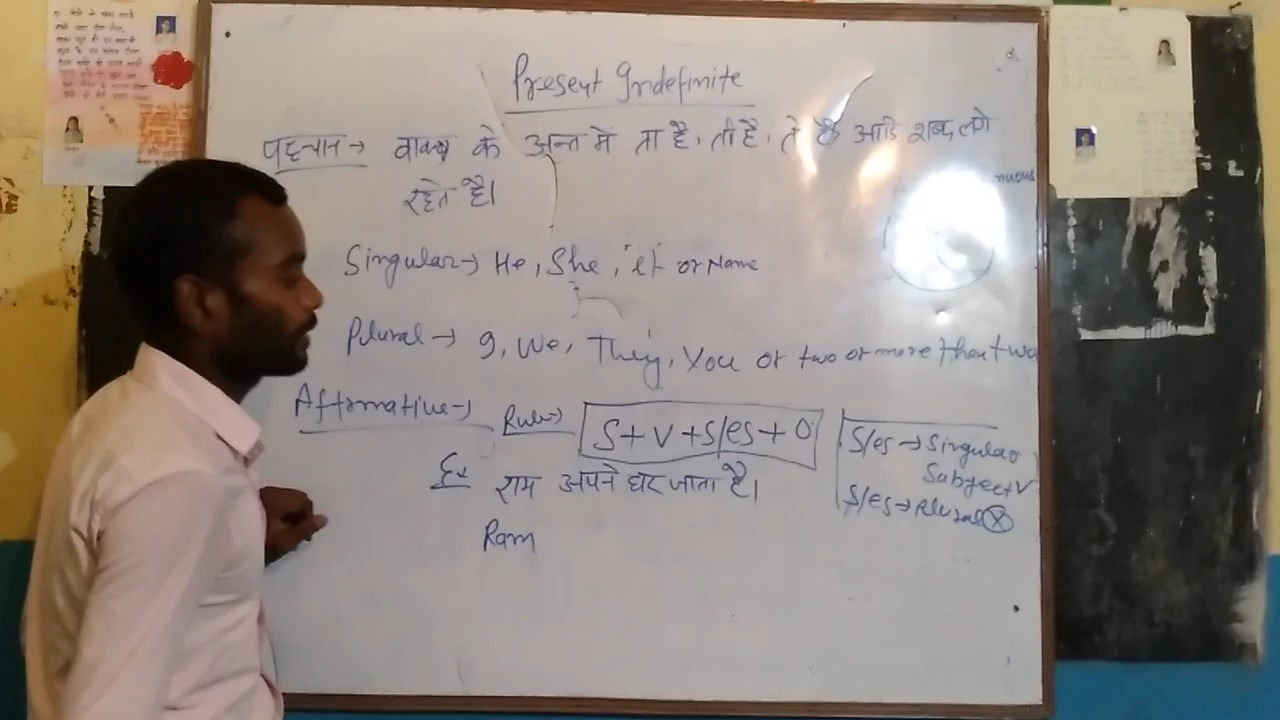 Present Indefinite
पहचान → वाक्य के अन्त में ता है, ती है, ते हैं आदि शब्द लगे
रहते है।
nuous
Singular → He, She, it or Name
Plural → I, We, They, You or two or more than two
Affirmative → Rule → S+V+s/es+O
S/es → Singular
Subject ✓
S/es → Plural ⊗
Ex राम अपने घर जाता है।
Ram